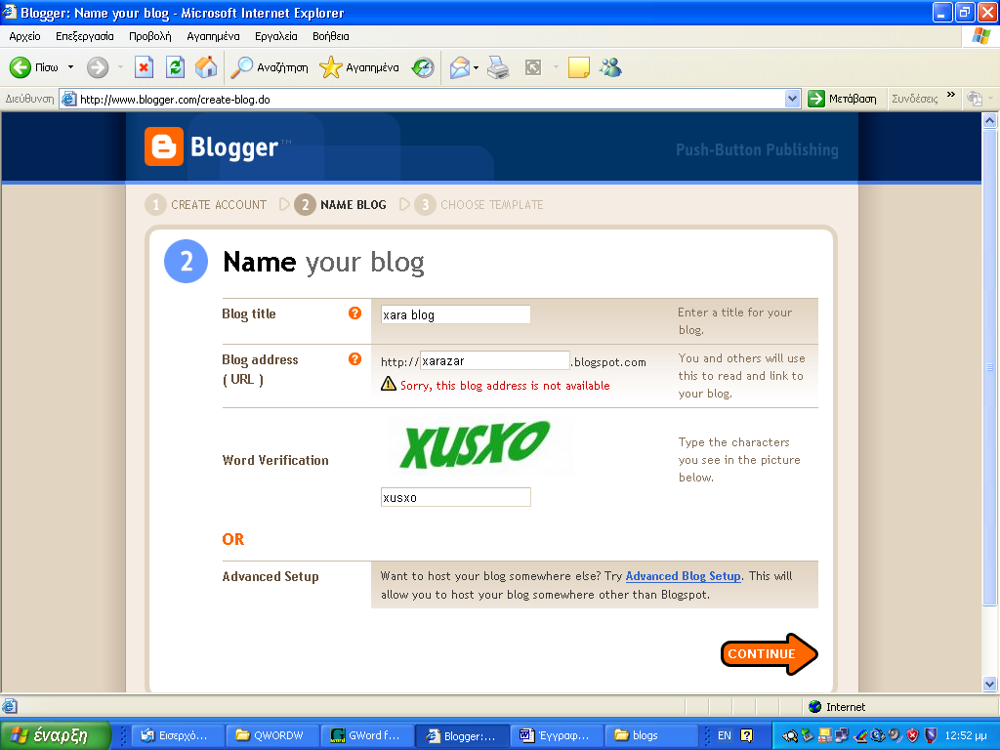 Blogger: Name your blog - Microsoft Internet Explorer
Αρχείο Επεξεργασία Προβολή Αγαπημένα Εργαλεία Βοήθεια
Πίσω Αναζήτηση Αγαπημένα
Διεύθυνση http://www.blogger.com/create-blog.do Μετάβαση Συνδέσεις »
Blogger™ Push-Button Publishing
1 CREATE ACCOUNT 2 NAME BLOG 3 CHOOSE TEMPLATE
2 Name your blog
Blog title ? xara blog Enter a title for your
blog.
Blog address ? http:// xarazar .blogspot.com You and others will use
( URL ) this to read and link to
Sorry, this blog address is not available your blog.
xusxo
Word Verification Type the characters
you see in the picture
below.
xusxo
OR
Advanced Setup Want to host your blog somewhere else? Try Advanced Blog Setup. This will
allow you to host your blog somewhere other than Blogspot.
CONTINUE
Internet
έναρξη Εισερχό... QWORDW GWord f... Blogger:... Έγγραφ... blogs EN ? 12:52 μμ